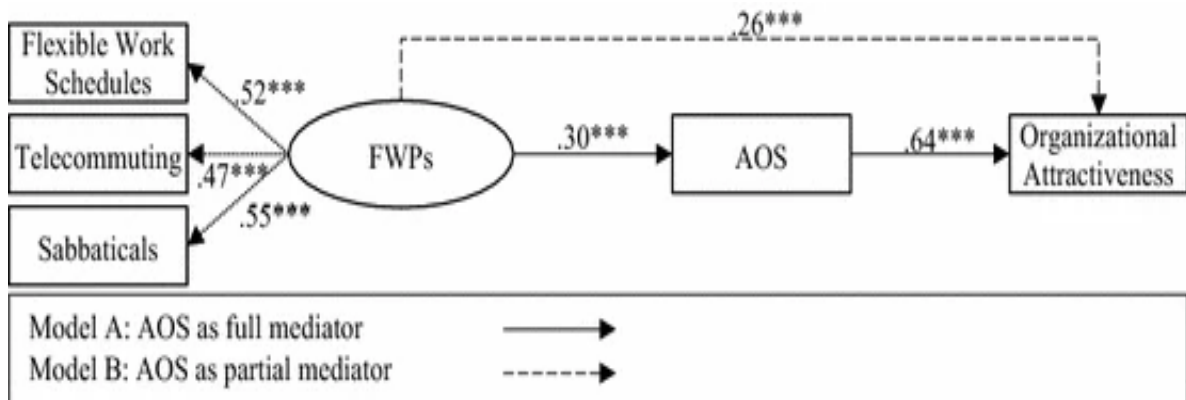 Flexible Work
Schedules
.26***
.52***
Telecommuting
FWPs
.30***
AOS
.64***
Organizational
Attractiveness
.47***
.55***
Sabbaticals
Model A: AOS as full mediator
Model B: AOS as partial mediator